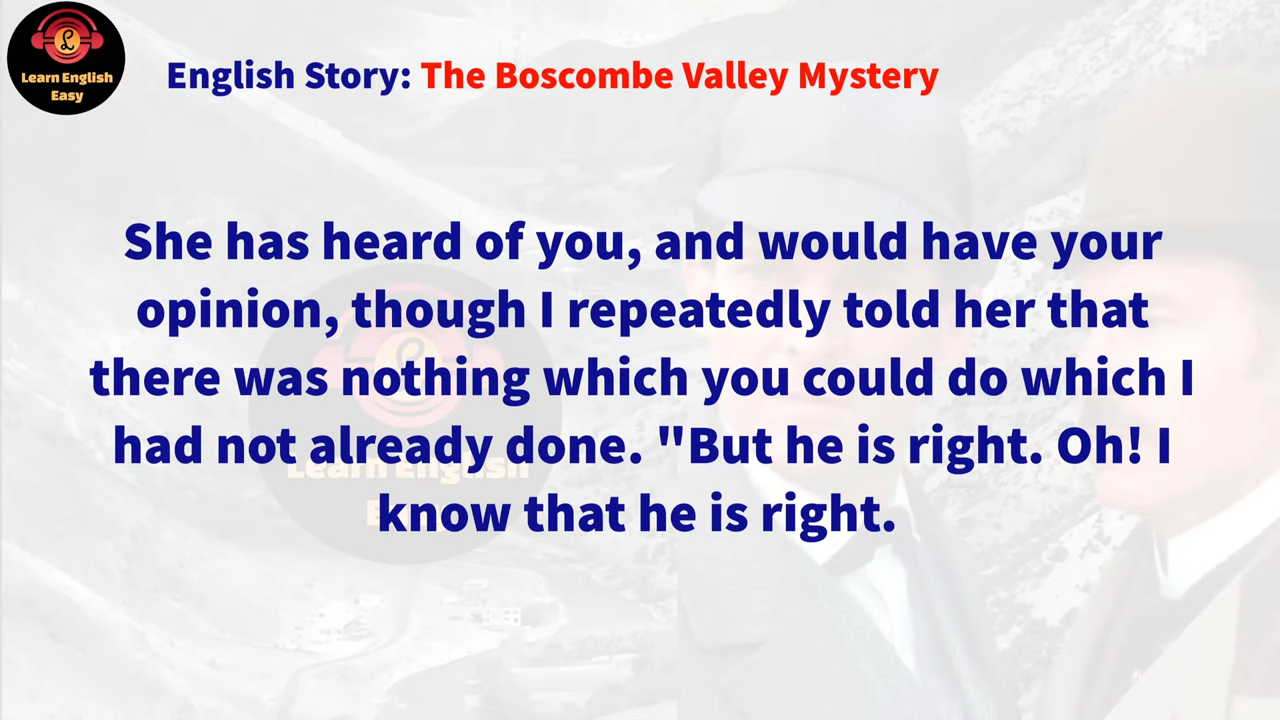 Learn English
Easy
English Story: The Boscombe Valley Mystery
She has heard of you, and would have your
opinion, though I repeatedly told her that
there was nothing which you could do which I
had not already done. "But he is right. Oh! I
know that he is right.
Learn English
E